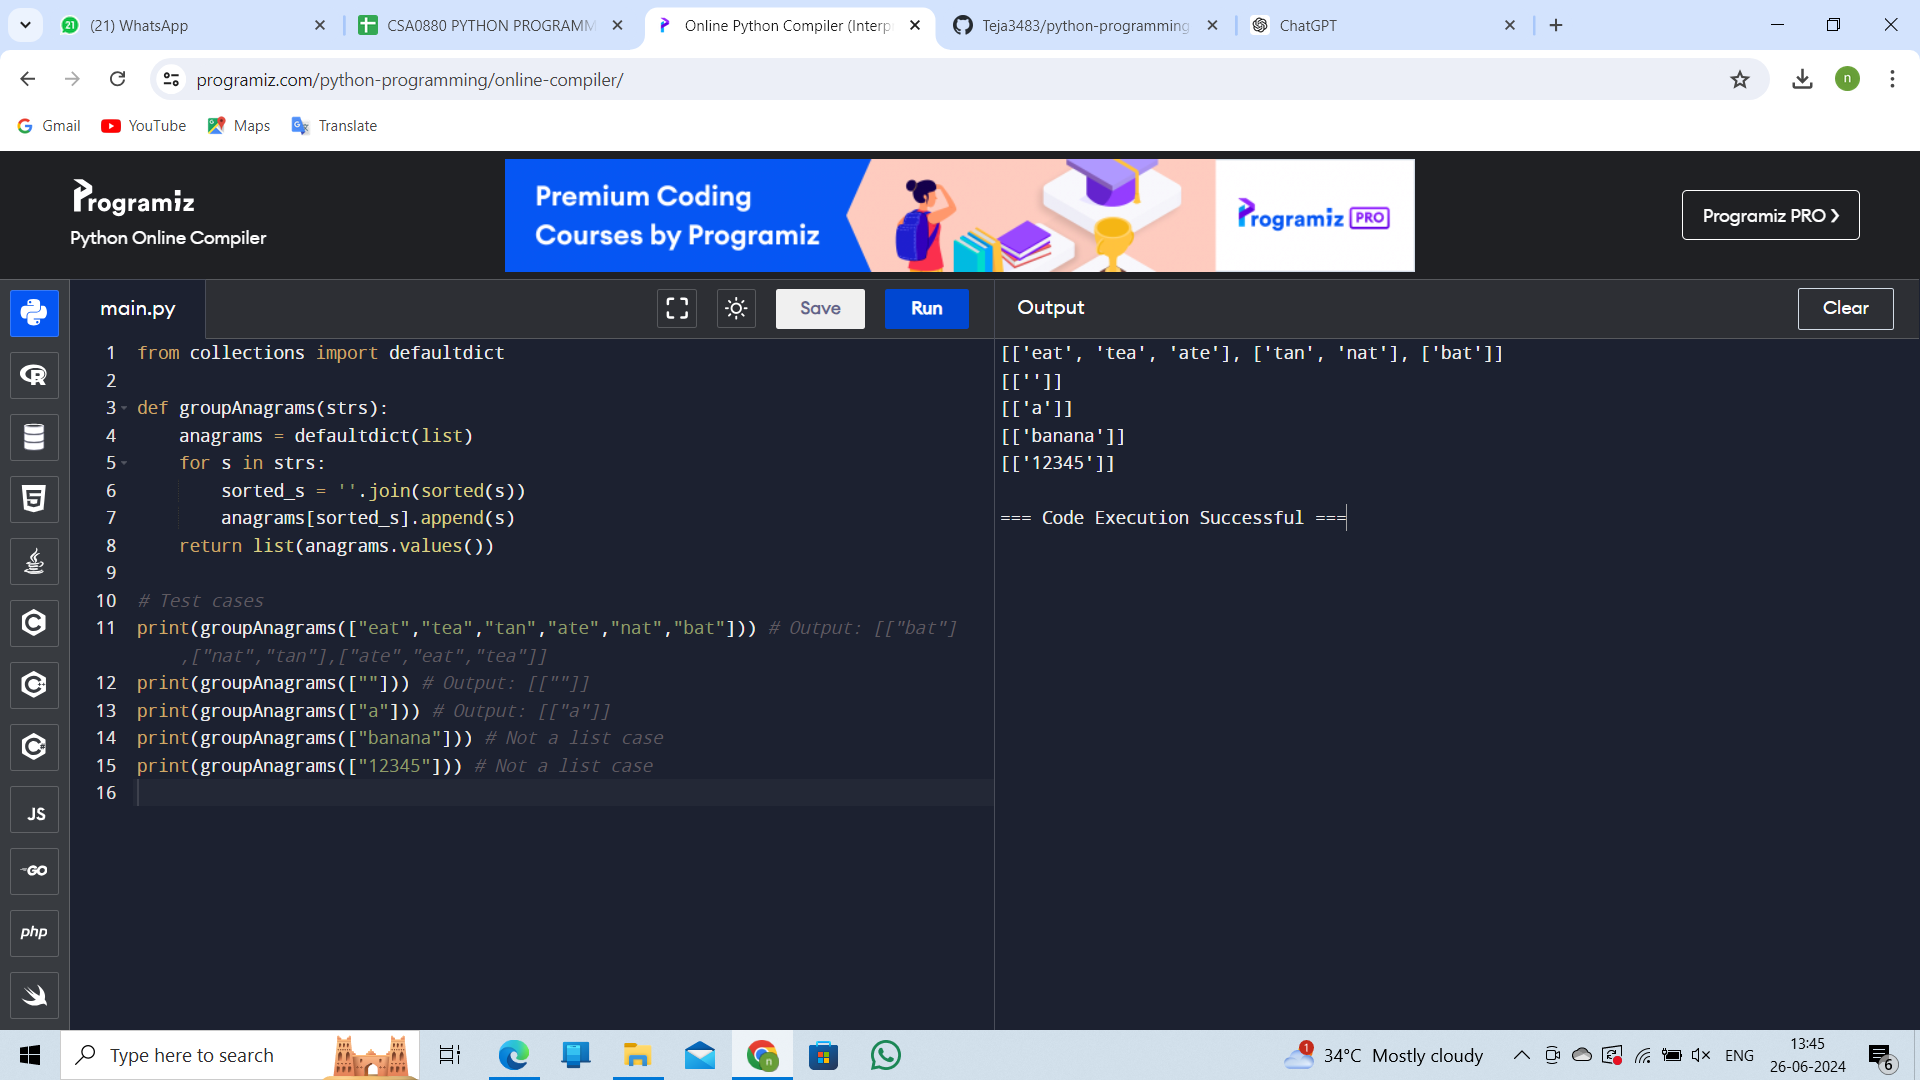 (21) WhatsApp
CSA0880 PYTHON PROGRAMM
Online Python Compiler (Interp
Teja3483/python-programming
ChatGPT
programiz.com/python-programming/online-compiler/
n
Gmail
YouTube
Maps
Translate
Programiz
Python Online Compiler
Premium Coding
Courses by Programiz
Programiz PRO
Programiz PRO ❯
main.py
Save
Run
Output
Clear
1 from collections import defaultdict
2
3 def groupAnagrams(strs):
4 anagrams = defaultdict(list)
5 for s in strs:
6 sorted_s = ''.join(sorted(s))
7 anagrams[sorted_s].append(s)
8 return list(anagrams.values())
9
10 # Test cases
11 print(groupAnagrams(["eat","tea","tan","ate","nat","bat"])) # Output: [["bat"]
,["nat","tan"],["ate","eat","tea"]]
12 print(groupAnagrams([""])) # Output: [[""]]
13 print(groupAnagrams(["a"])) # Output: [["a"]]
14 print(groupAnagrams(["banana"])) # Not a list case
15 print(groupAnagrams(["12345"])) # Not a list case
16
[['eat', 'tea', 'ate'], ['tan', 'nat'], ['bat']]
[['']]
[['a']]
[['banana']]
[['12345']]
=== Code Execution Successful ===
JS
GO
php
Type here to search
1
34°C Mostly cloudy
ENG
13:45
26-06-2024
6